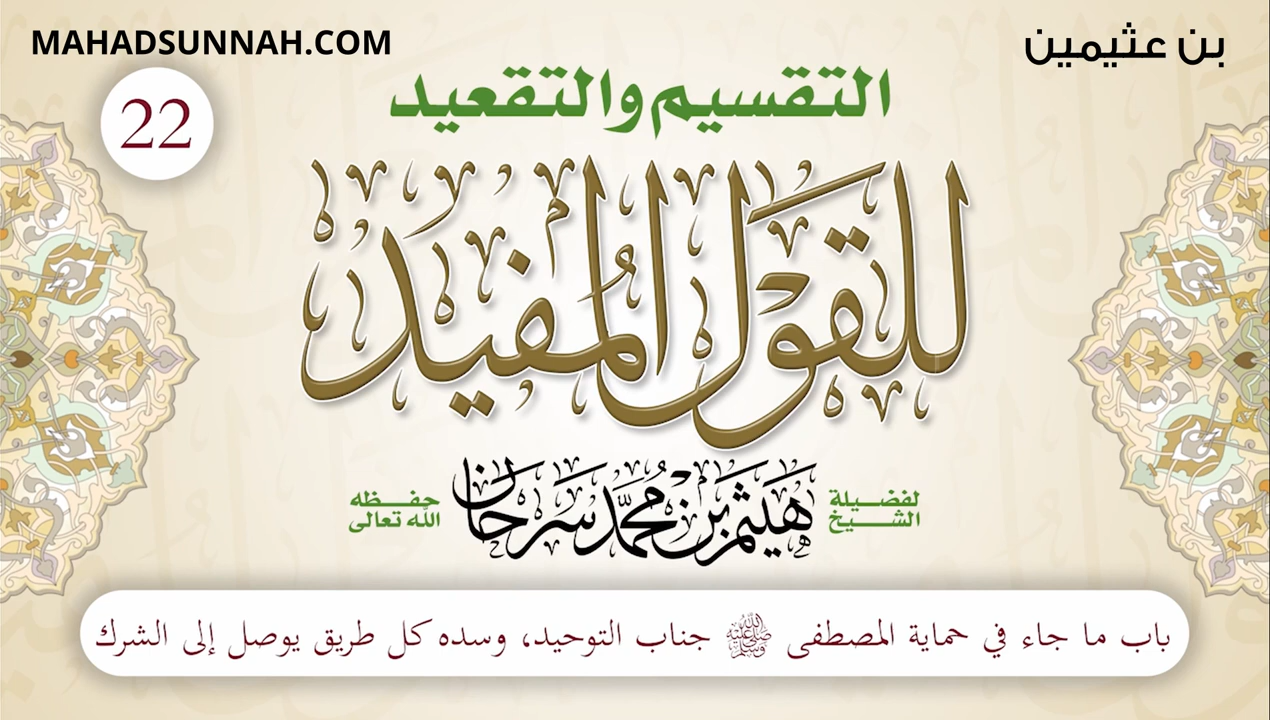 MAHADSUNNAH.COM
بن عثيمين
22
التقسيم والتقعيد
للقول المفيد
لفضيلة الشيخ
هيثم بن محمد سرحان
حفظه الله تعالى
باب ما جاء في حماية المصطفى ﷺ جناب التوحيد، وسده كل طريق يوصل إلى الشرك